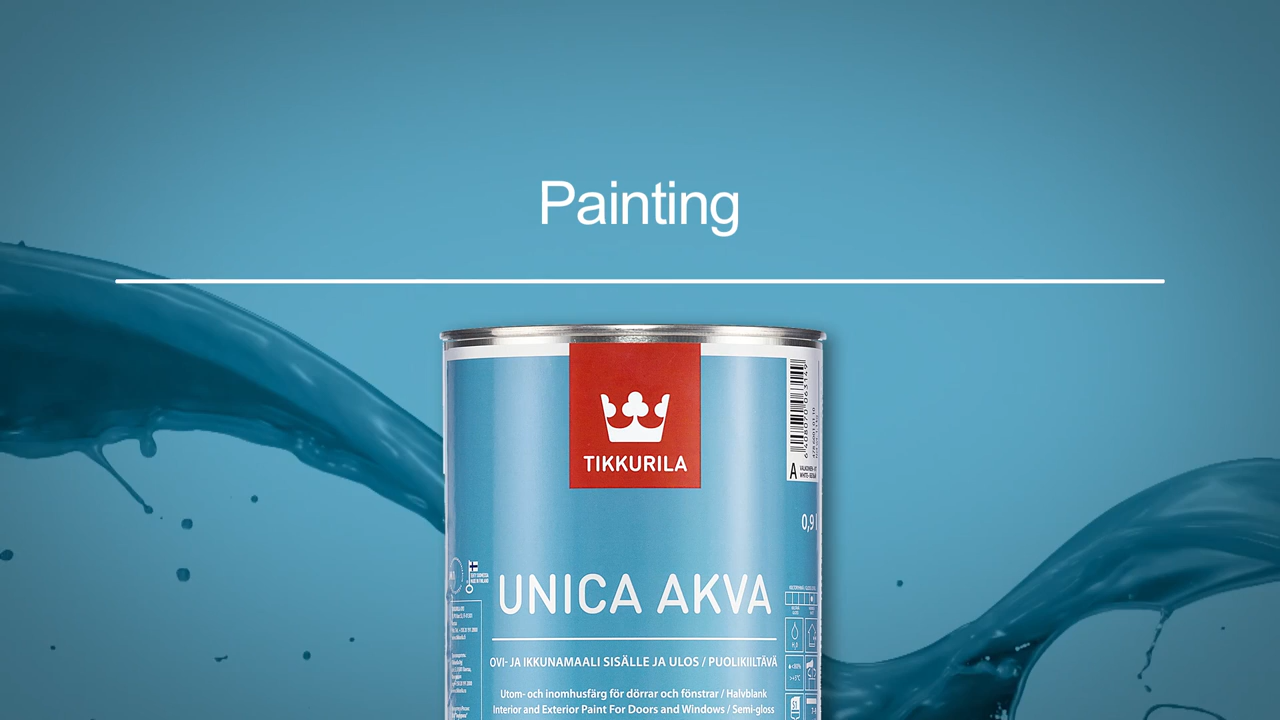 Painting
TIKKURILA
A
0,9 l
UNICA AKVA
OVI- JA IKKUNAMAALI SISÄLLE JA ULOS / PUOLIKIILTÄVÄ
Utom- och inomhusfärg för dörrar och fönstrar / Halvblank
Interior and Exterior Paint For Doors and Windows / Semi-gloss